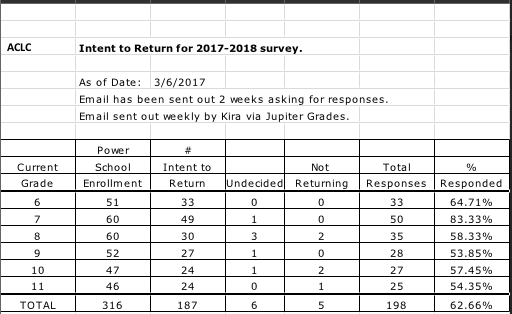 ACLC Intent to Return for 2017-2018 survey.
As of Date: 3/6/2017
Email has been sent out 2 weeks asking for responses.
Email sent out weekly by Kira via Jupiter Grades.
Power #
Current School Intent to Not Total %
Grade Enrollment Return Undecided Returning Responses Responded
6 51 33 0 0 33 64.71%
7 60 49 1 0 50 83.33%
8 60 30 3 2 35 58.33%
9 52 27 1 0 28 53.85%
10 47 24 1 2 27 57.45%
11 46 24 0 1 25 54.35%
TOTAL 316 187 6 5 198 62.66%